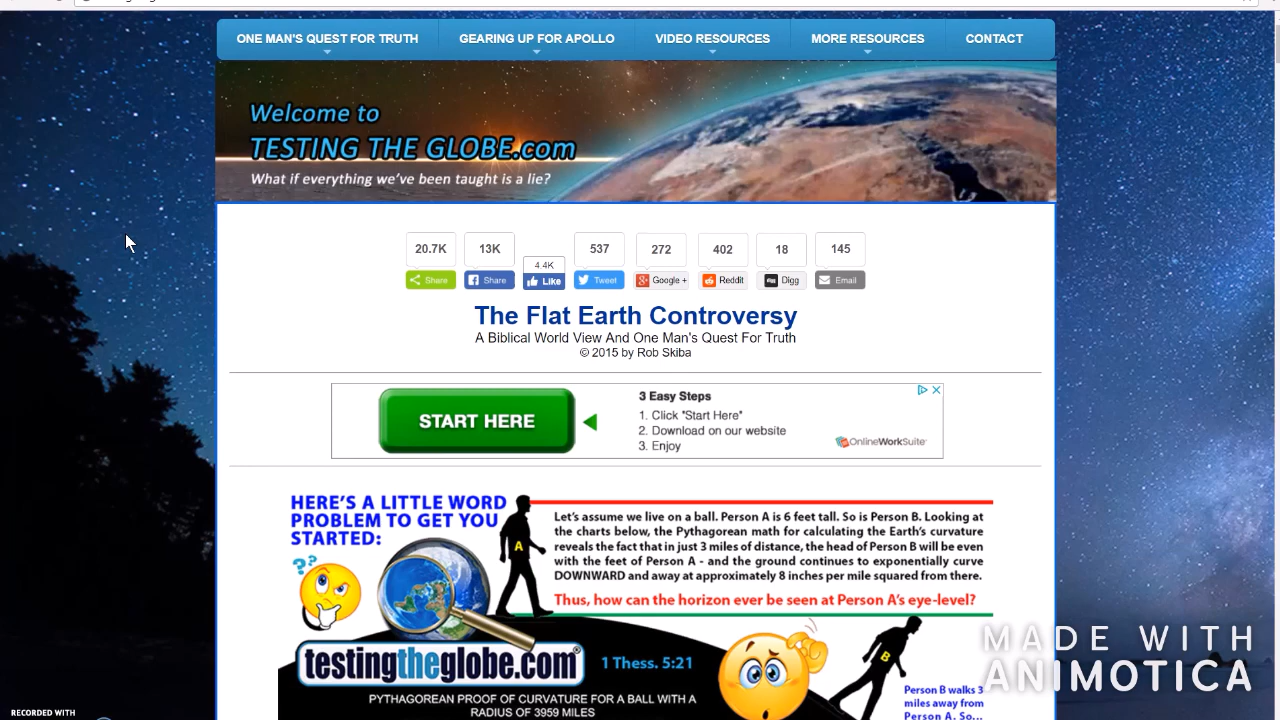 ONE MAN'S QUEST FOR TRUTH GEARING UP FOR APOLLO VIDEO RESOURCES MORE RESOURCES CONTACT
Welcome to
TESTING THE GLOBE.com
What if everything we've been taught is a lie?
20.7K 13K 4.4K 537 272 402 18 145
Share Share Like Tweet Google + Reddit Digg Email
The Flat Earth Controversy
A Biblical World View And One Man's Quest For Truth
© 2015 by Rob Skiba
START HERE
3 Easy Steps
1. Click "Start Here"
2. Download on our website
3. Enjoy
OnlineWorkSuite
HERE'S A LITTLE WORD
PROBLEM TO GET YOU
STARTED:
??
A
Let's assume we live on a ball. Person A is 6 feet tall. So is Person B. Looking at
the charts below, the Pythagorean math for calculating the Earth's curvature
reveals the fact that in just 3 miles of distance, the head of Person B will be even
with the feet of Person A - and the ground continues to exponentially curve
DOWNWARD and away at approximately 8 inches per mile squared from there.
Thus, how can the horizon ever be seen at Person A's eye-level?
testingtheglobe.com®
1 Thess. 5:21
B
PYTHAGOREAN PROOF OF CURVATURE FOR A BALL WITH A
RADIUS OF 3959 MILES
Person B walks 3
miles away from
Person A. So...
MADE WITH
ANIMOTICA
RECORDED WITH